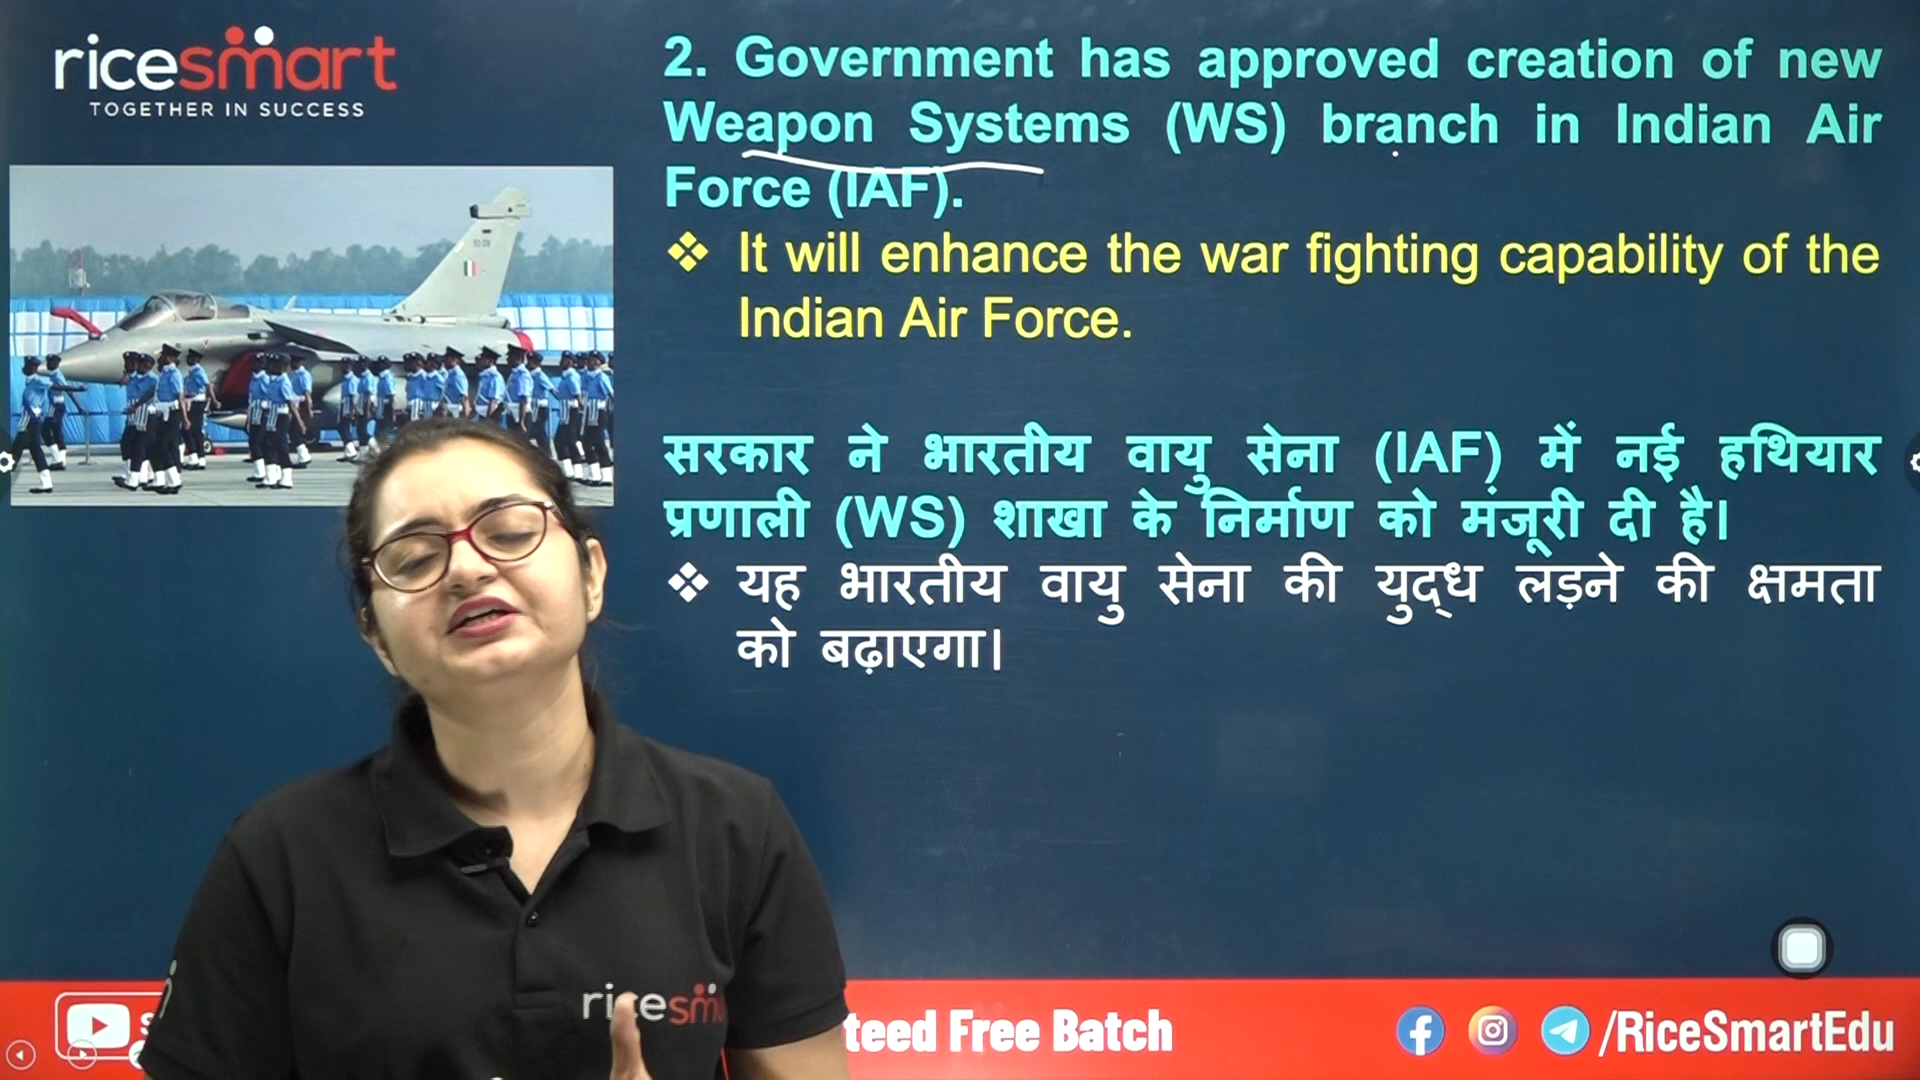 ricesmart
TOGETHER IN SUCCESS
2. Government has approved creation of new
Weapon Systems (WS) branch in Indian Air
Force (IAF).
❖ It will enhance the war fighting capability of the
Indian Air Force.
सरकार ने भारतीय वायु सेना (IAF) में नई हथियार
प्रणाली (WS) शाखा के निर्माण को मंजूरी दी है।
❖ यह भारतीय वायु सेना की युद्ध लड़ने की क्षमता
को बढ़ाएगा।
ricesm
teed Free Batch
/RiceSmartEdu